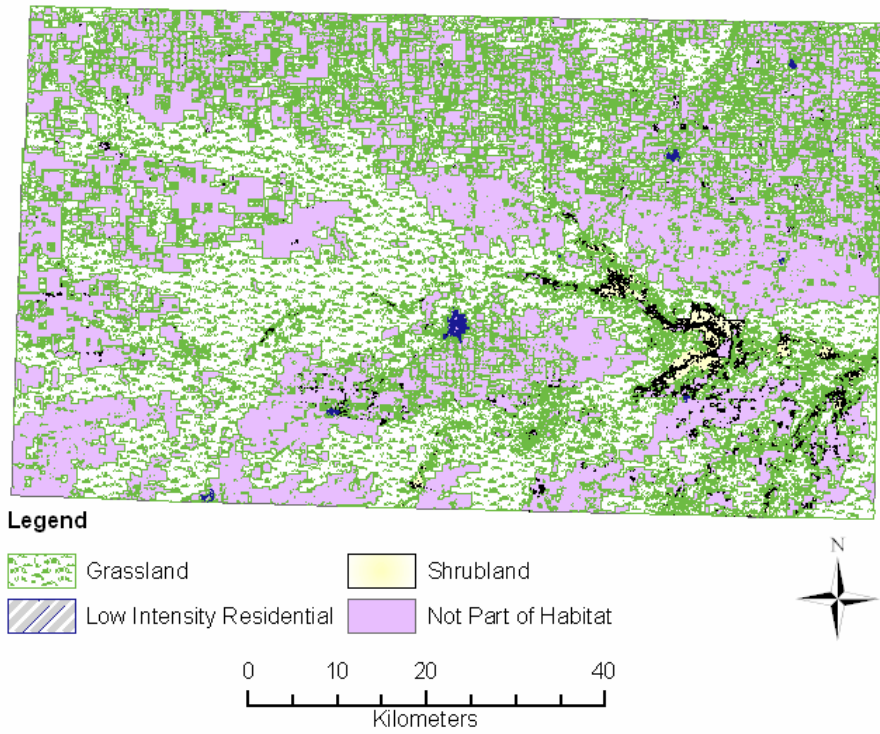 Legend
Grassland
Shrubland
Low Intensity Residential
Not Part of Habitat
N
0 10 20 40
Kilometers